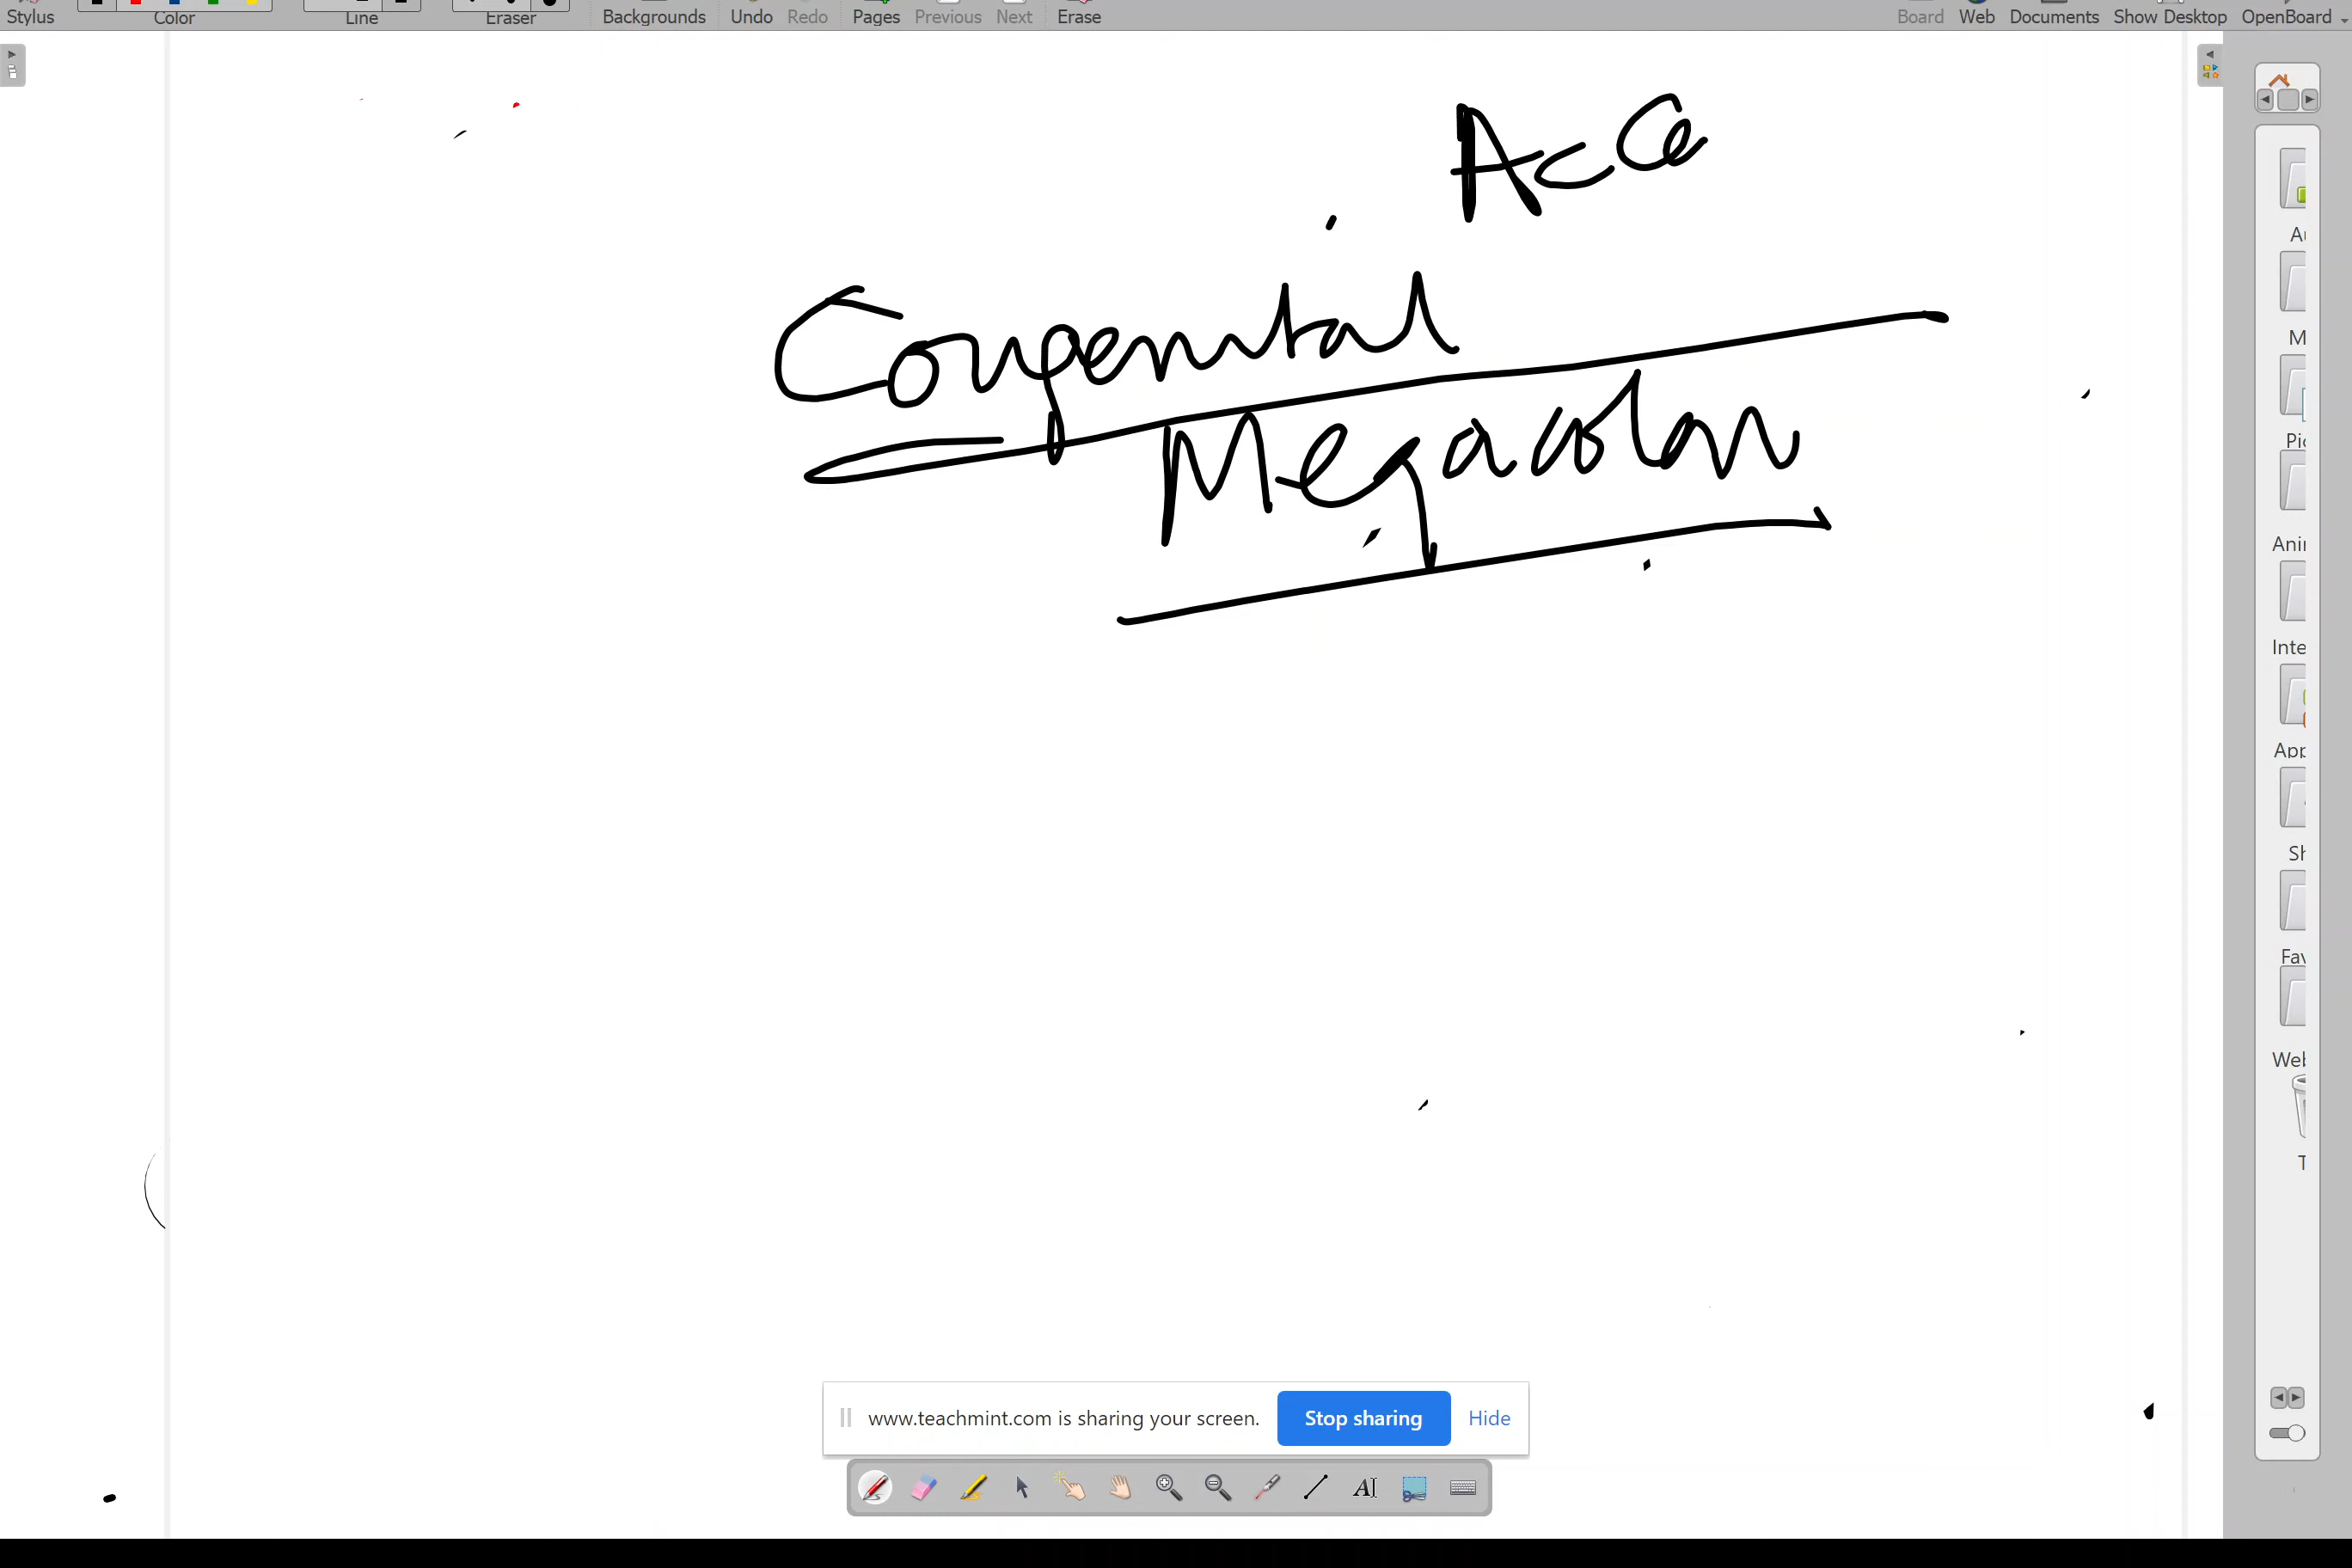 Stylus Color Line Eraser Backgrounds Undo Redo Pages Previous Next Erase Board Web Documents Show Desktop OpenBoard
Congenital
Megacolon
www.teachmint.com is sharing your screen. Stop sharing Hide